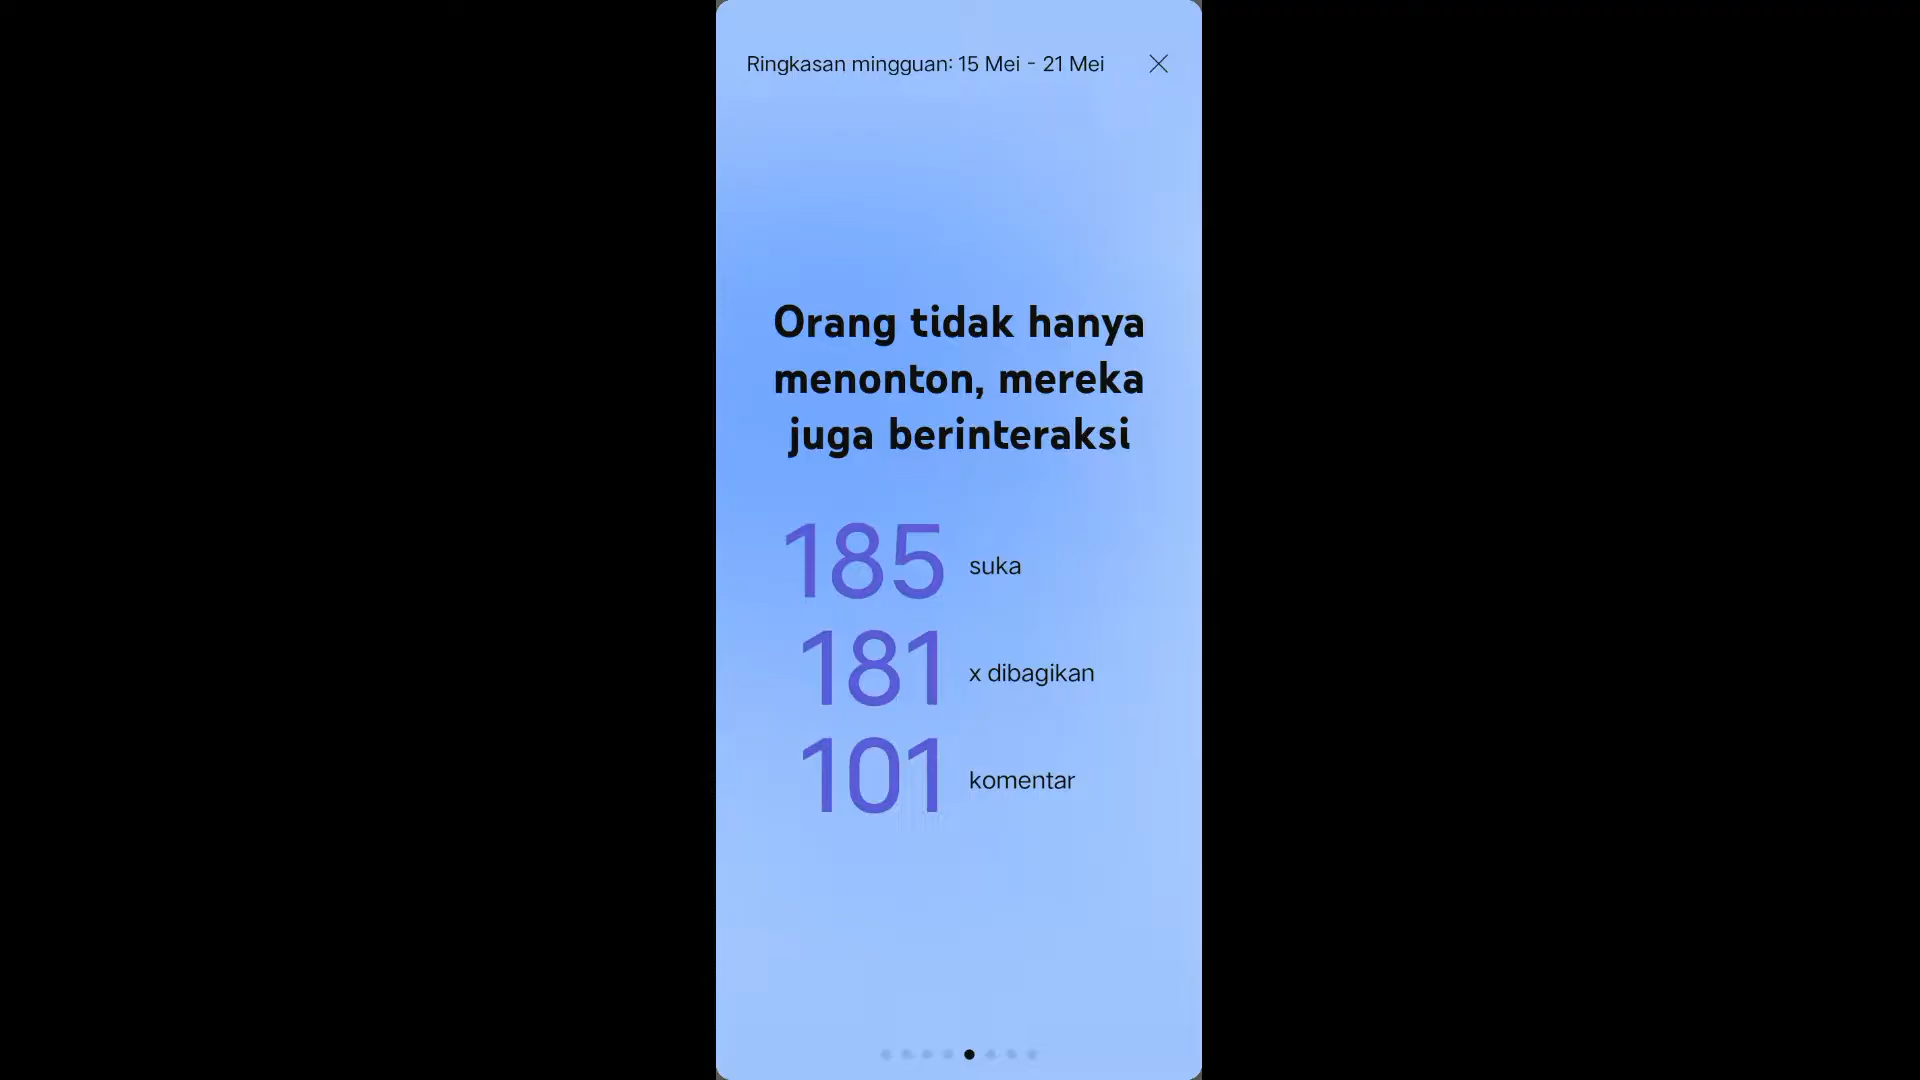 Ringkasan mingguan: 15 Mei - 21 Mei
Orang tidak hanya
menonton, mereka
juga berinteraksi
185 suka
181 x dibagikan
101 komentar